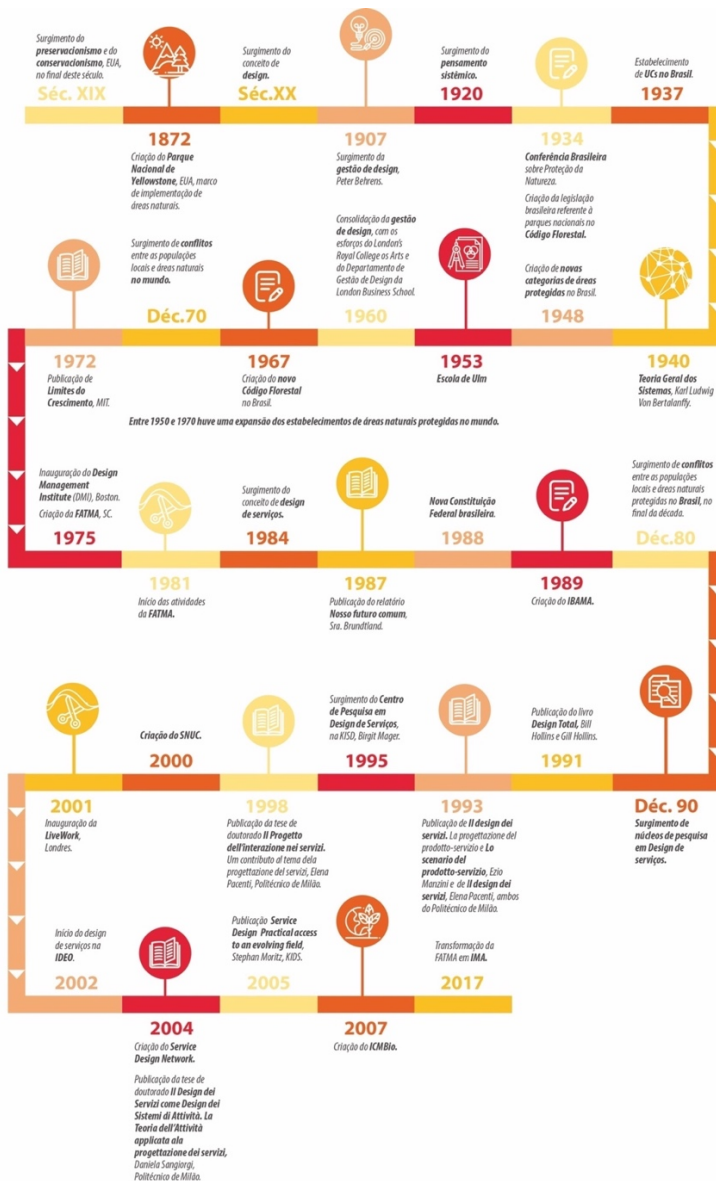 Surgimento do
preservacionismo e do
conservacionismo, EUA,
no final deste século.
Séc. XIX
1872
Criação do Parque
Nacional de
Yellowstone, EUA, marco
de implementação de
áreas naturais.
Surgimento do
conceito de
design.
Séc.XX
1907
Surgimento da
gestão de design,
Peter Behrens.
Surgimento do
pensamento
sistêmico.
1920
1934
Conferência Brasileira
sobre Proteção da
Natureza.
Criação da legislação
brasileira referente à
parques nacionais no
Código Florestal.
Estabelecimento
de UCs no Brasil.
1937
1940
Teoria Geral dos
Sistemas, Karl Ludwig
Von Bertalanffy.
Criação de novas
categorias de áreas
protegidas no Brasil.
1948
1953
Escola de Ulm
Consolidação da gestão
de design, com os
esforços do London's
Royal College os Arts e
do Departamento de
Gestão de Design da
London Business School.
1960
1967
Criação do novo
Código Florestal
no Brasil.
Surgimento de conflitos
entre as populações
locais e áreas naturais
no mundo.
Déc.70
1972
Publicação de
Limites do
Crescimento, MIT.
Entre 1950 e 1970 huve uma expansão dos estabelecimentos de áreas naturais protegidas no mundo.
Inauguração do Design
Management
Institute (DMI), Boston.
Criação da FATMA, SC.
1975
1981
Início das atividades
da FATMA.
Surgimento do
conceito de design
de serviços.
1984
1987
Publicação do relatário
Nosso futuro comum,
Sra. Brundtland.
Nova Constituição
Federal brasileira.
1988
1989
Criação do IBAMA.
Surgimento de conflitos
entre as populações
locais e áreas naturais
protegidas no Brasil, no
final da década.
Déc.80
Déc. 90
Surgimento de
núcleos de pesquisa
em Design de
serviços.
Publicação do livro
Design Total, Bill
Hollins e Gill Hollins.
1991
1993
Publicação de Il design dei
servizi. La progettazione del
prodotto-servizio e Lo
scenario del
prodotto-servizio, Ezio
Manzini e de Il design dei
servizi, Elena Pacenti, ambos
do Politécnico de Milão.
Surgimento do Centro
de Pesquisa em
Design de Serviços,
na KISD, Birgit Mager.
1995
1998
Publicação da tese de
doutorado Il Progetto
dell'interazione nei servizi.
Um contributo al tema dela
progettazione del servizi, Elena
Pacenti, Politécnico de Milão.
Criação do SNUC.
2000
2001
Inauguração da
LiveWork,
Londres.
Início do design
de serviços na
IDEO.
2002
2004
Criação do Service
Design Network.
Publicação da tese de
doutorado Il Design dei
Servizi come Design dei
Sistemi di Attività. La
Teoria dell'Attività
applicata ala
progettazione dei servizi,
Daniela Sangiorgi,
Politécnico de Milão.
Publicação Service
Design Practical access
to an evolving field,
Stephan Moritz, KIDS.
2005
2007
Criação do ICMBio.
Transformação da
FATMA em IMA.
2017